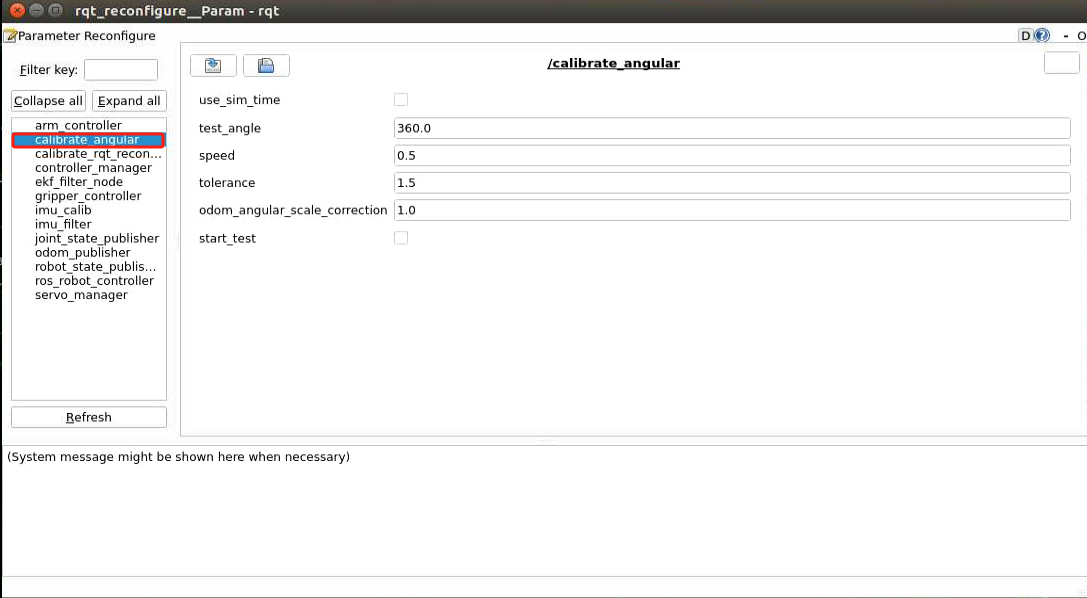 rqt_reconfigure__Param - rqt
Parameter Reconfigure
D ? - O
Filter key:
/calibrate_angular
Collapse all Expand all
arm_controller
calibrate_angular
calibrate_rqt_recon...
controller_manager
ekf_filter_node
gripper_controller
imu_calib
imu_filter
joint_state_publisher
odom_publisher
robot_state_publis...
ros_robot_controller
servo_manager
Refresh
use_sim_time
test_angle 360.0
speed 0.5
tolerance 1.5
odom_angular_scale_correction 1.0
start_test
(System message might be shown here when necessary)